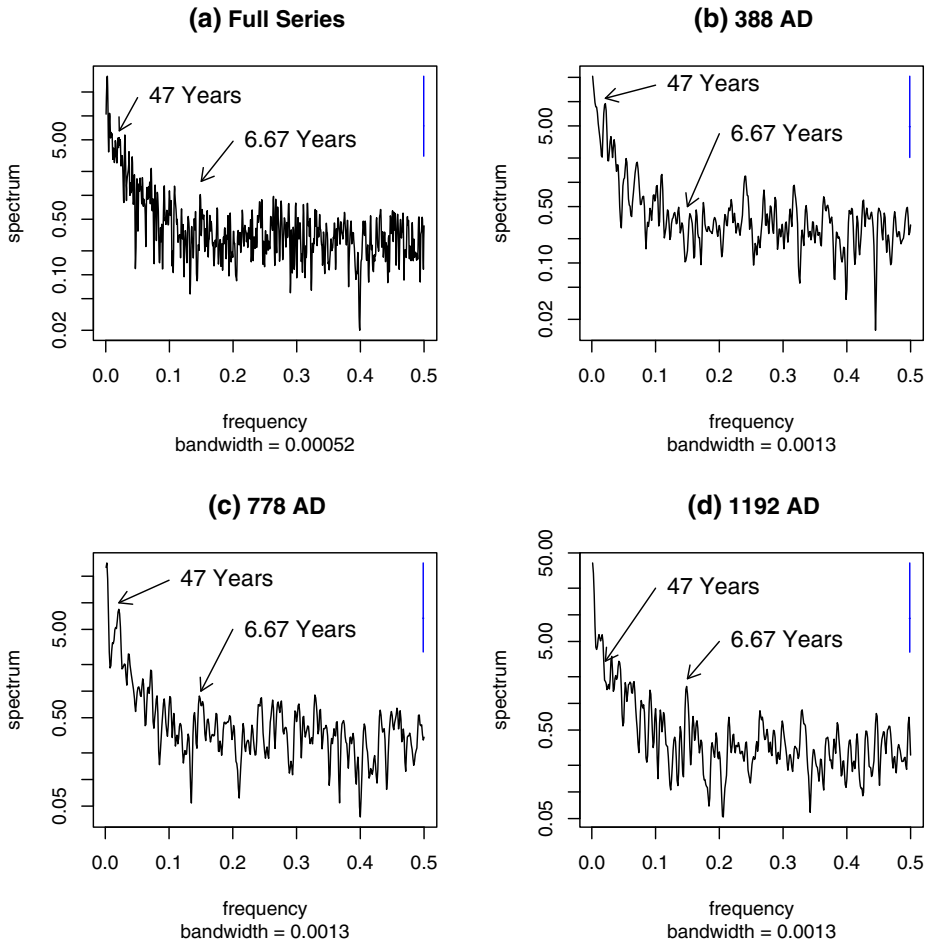 (a) Full Series
47 Years
6.67 Years
spectrum
5.00
0.50
0.10
0.02
0.0 0.1 0.2 0.3 0.4 0.5
frequency
bandwidth = 0.00052
(b) 388 AD
47 Years
6.67 Years
spectrum
5.00
0.50
0.10
0.02
0.0 0.1 0.2 0.3 0.4 0.5
frequency
bandwidth = 0.0013
(c) 778 AD
47 Years
6.67 Years
spectrum
5.00
0.50
0.05
0.0 0.1 0.2 0.3 0.4 0.5
frequency
bandwidth = 0.0013
(d) 1192 AD
47 Years
6.67 Years
spectrum
50.00
5.00
0.50
0.05
0.0 0.1 0.2 0.3 0.4 0.5
frequency
bandwidth = 0.0013